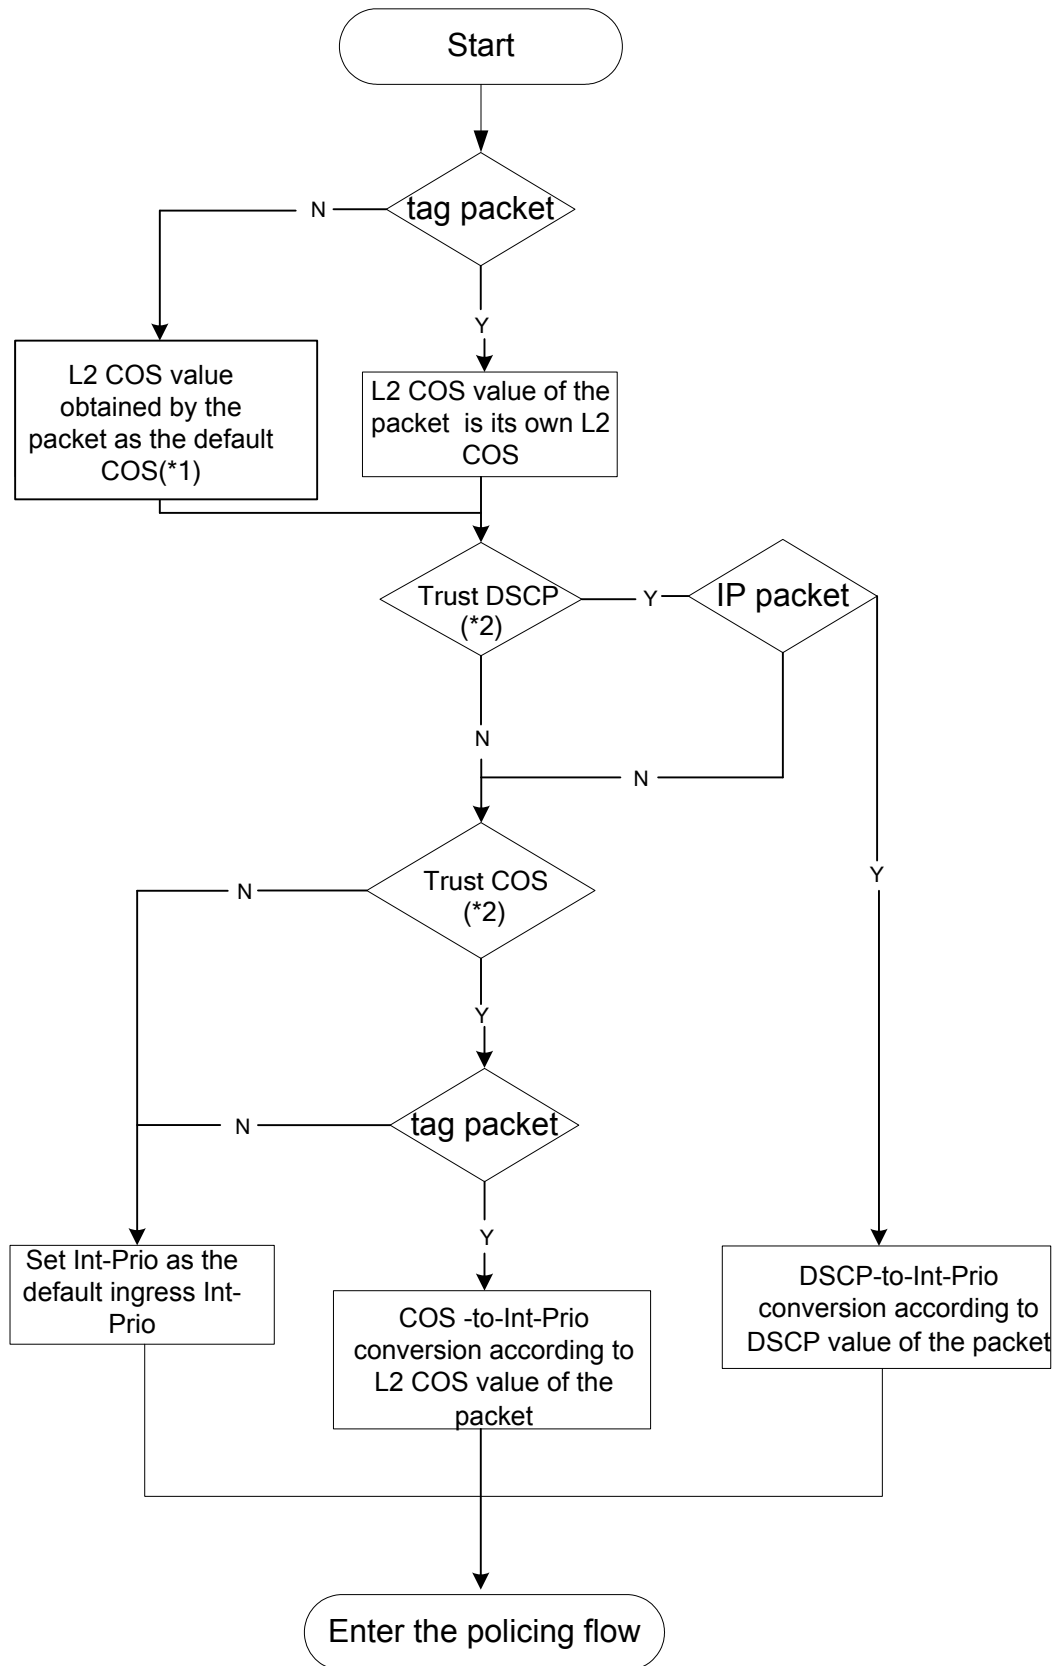 Start
tag packet
N
Y
L2 COS value
obtained by the
packet as the default
COS(*1)
L2 COS value of the
packet is its own L2
COS
Trust DSCP
(*2)
Y
IP packet
N
N
Y
Trust COS
(*2)
N
Y
tag packet
N
Y
Set Int-Prio as the
default ingress Int-
Prio
COS -to-Int-Prio
conversion according to
L2 COS value of the
packet
DSCP-to-Int-Prio
conversion according to
DSCP value of the packet
Enter the policing flow